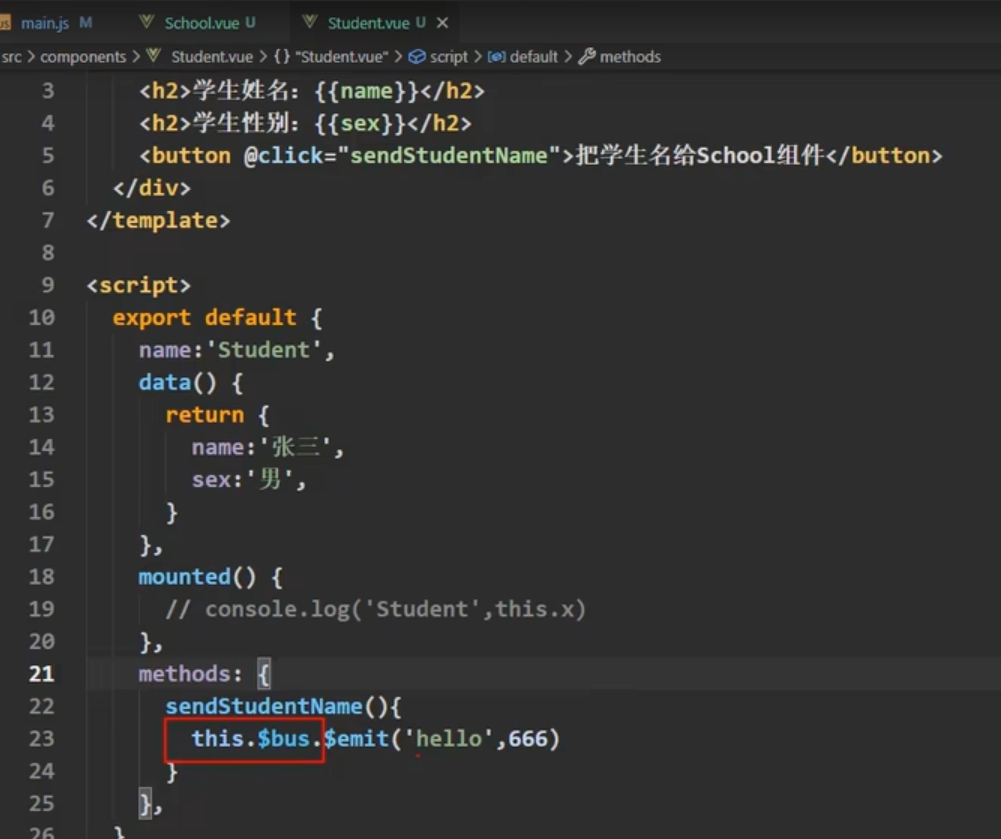 main.js M School.vue U Student.vue U ×
src > components > Student.vue > {} "Student.vue" > script > default > methods
3 <h2>学生姓名：{{name}}</h2>
4 <h2>学生性别：{{sex}}</h2>
5 <button @click="sendStudentName">把学生名给School组件</button>
6 </div>
7 </template>
8
9 <script>
10 export default {
11 name:'Student',
12 data() {
13 return {
14 name:'张三',
15 sex:'男',
16 }
17 },
18 mounted() {
19 // console.log('Student',this.x)
20 },
21 methods: {
22 sendStudentName(){
23 this.$bus.$emit('hello',666)
24 }
25 },
26 }